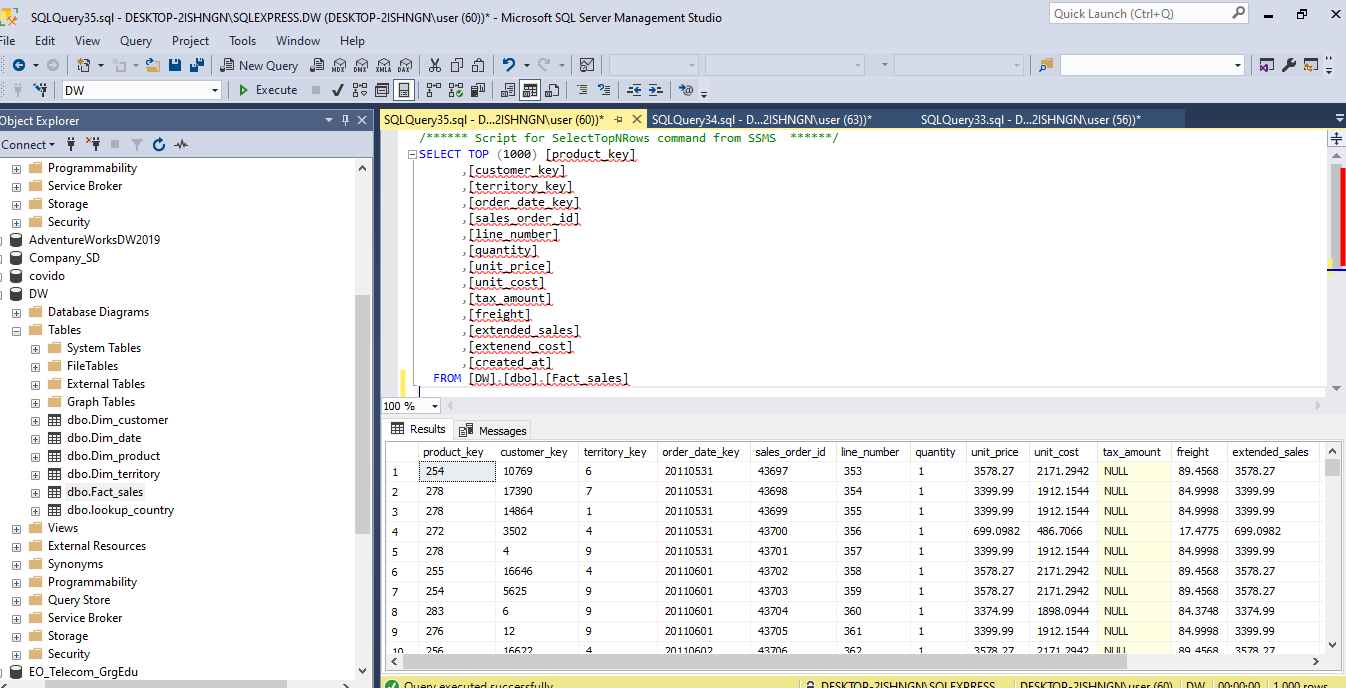 SQLQuery35.sql - DESKTOP-2ISHNGN\SQLEXPRESS.DW (DESKTOP-2ISHNGN\user (60))* - Microsoft SQL Server Management Studio
Quick Launch (Ctrl+Q)
File Edit View Query Project Tools Window Help
New Query MDX DMX XMLA DAX
DW Execute
Object Explorer
Connect
Programmability
Service Broker
Storage
Security
AdventureWorksDW2019
Company_SD
covido
DW
Database Diagrams
Tables
System Tables
FileTables
External Tables
Graph Tables
dbo.Dim_customer
dbo.Dim_date
dbo.Dim_product
dbo.Dim_territory
dbo.Fact_sales
dbo.lookup_country
Views
External Resources
Synonyms
Programmability
Query Store
Service Broker
Storage
Security
EO_Telecom_GrgEdu
SQLQuery35.sql - D...2ISHNGN\user (60))* SQLQuery34.sql - D...2ISHNGN\user (63))* SQLQuery33.sql - D...2ISHNGN\user (56))*
/****** Script for SelectTopNRows command from SSMS ******/
SELECT TOP (1000) [product_key]
,[customer_key]
,[territory_key]
,[order_date_key]
,[sales_order_id]
,[line_number]
,[quantity]
,[unit_price]
,[unit_cost]
,[tax_amount]
,[freight]
,[extended_sales]
,[extenend_cost]
,[created_at]
FROM [DW].[dbo].[Fact_sales]
100 %
Results Messages
product_key customer_key territory_key order_date_key sales_order_id line_number quantity unit_price unit_cost tax_amount freight extended_sales
1 254 10769 6 20110531 43697 353 1 3578.27 2171.2942 NULL 89.4568 3578.27
2 278 17390 7 20110531 43698 354 1 3399.99 1912.1544 NULL 84.9998 3399.99
3 278 14864 1 20110531 43699 355 1 3399.99 1912.1544 NULL 84.9998 3399.99
4 272 3502 4 20110531 43700 356 1 699.0982 486.7066 NULL 17.4775 699.0982
5 278 4 9 20110531 43701 357 1 3399.99 1912.1544 NULL 84.9998 3399.99
6 255 16646 4 20110601 43702 358 1 3578.27 2171.2942 NULL 89.4568 3578.27
7 254 5625 9 20110601 43703 359 1 3578.27 2171.2942 NULL 89.4568 3578.27
8 283 6 9 20110601 43704 360 1 3374.99 1898.0944 NULL 84.3748 3374.99
9 276 12 9 20110601 43705 361 1 3399.99 1912.1544 NULL 84.9998 3399.99
10 256 16622 4 20110602 43706 362 1 3578.27 2171.2942 NULL 89.4568 3578.27
Query executed successfully. DESKTOP-2ISHNGN\SQLEXPRESS DESKTOP-2ISHNGN\user (60) DW 00:00:00 1,000 rows